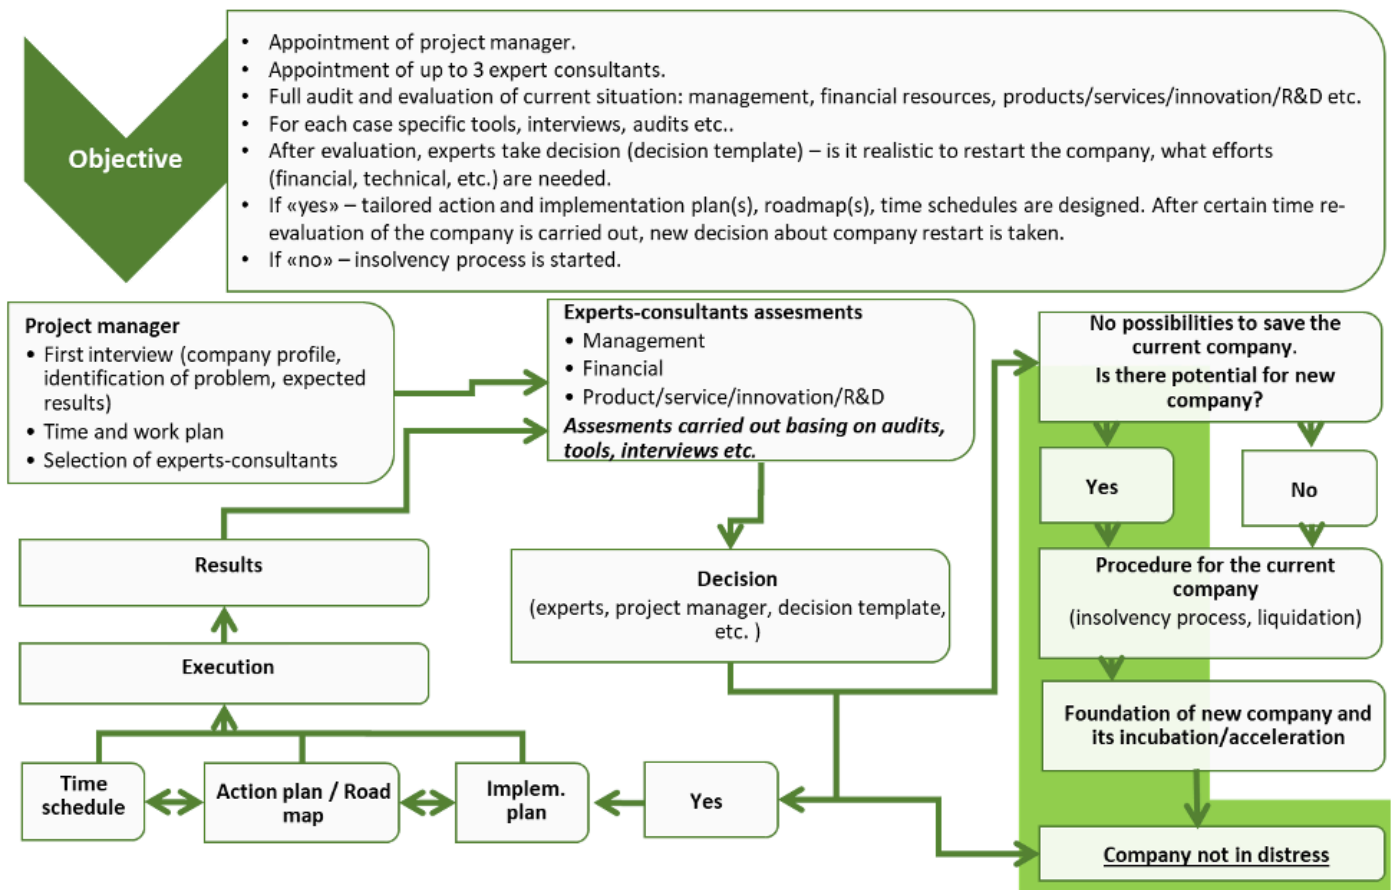 Objective
• Appointment of project manager.
• Appointment of up to 3 expert consultants.
• Full audit and evaluation of current situation: management, financial resources, products/services/innovation/R&D etc.
• For each case specific tools, interviews, audits etc..
• After evaluation, experts take decision (decision template) – is it realistic to restart the company, what efforts
(financial, technical, etc.) are needed.
• If «yes» – tailored action and implementation plan(s), roadmap(s), time schedules are designed. After certain time re-
evaluation of the company is carried out, new decision about company restart is taken.
• If «no» – insolvency process is started.
Project manager
• First interview (company profile,
identification of problem, expected
results)
• Time and work plan
• Selection of experts-consultants
Experts-consultants assesments
• Management
• Financial
• Product/service/innovation/R&D
Assesments carried out basing on audits,
tools, interviews etc.
No possibilities to save the
current company.
Is there potential for new
company?
Yes
No
Results
Decision
(experts, project manager, decision template,
etc. )
Procedure for the current
company
(insolvency process, liquidation)
Execution
Foundation of new company and
its incubation/acceleration
Time
schedule
Action plan / Road
map
Implem.
plan
Yes
Company not in distress